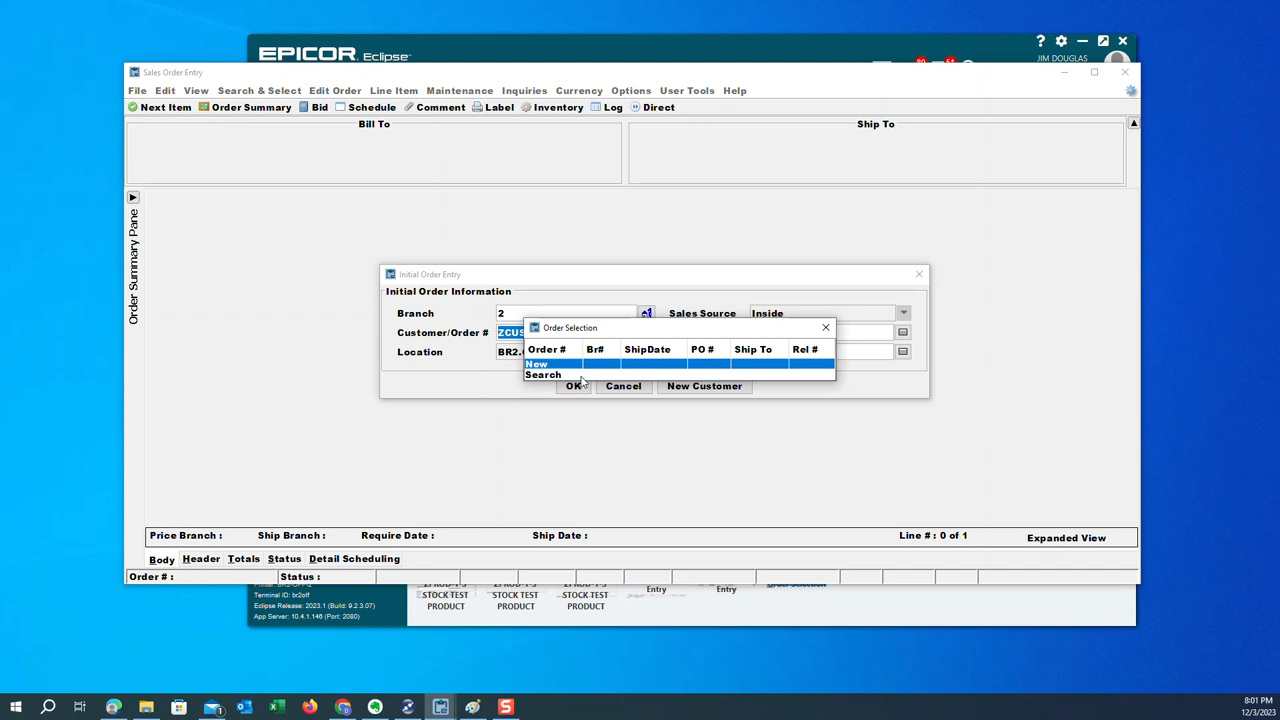 EPICOR Eclipse
JIM DOUGLAS
Sales Order Entry
File Edit View Search & Select Edit Order Line Item Maintenance Inquiries Currency Options User Tools Help
Next Item Order Summary Bid Schedule Comment Label Inventory Log Direct
Bill To Ship To
Order Summary Pane
Initial Order Entry
Initial Order Information
Branch 2 Sales Source Inside
Customer/Order # ZCUS
Location
Order Selection
Order # Br# ShipDate PO # Ship To Rel #
New
Search
OK Cancel New Customer
Price Branch : Ship Branch : Require Date : Ship Date : Line # : 0 of 1
Expanded View
Body Header Totals Status Detail Scheduling
Order # : Status :
STOCK TEST STOCK TEST STOCK TEST Entry Entry
Terminal ID: br2off
Eclipse Release: 2023.1 (Build: 9.2.3.07) PRODUCT PRODUCT PRODUCT
App Server: 10.4.1.146 (Port: 2080)
8:01 PM
12/3/2023